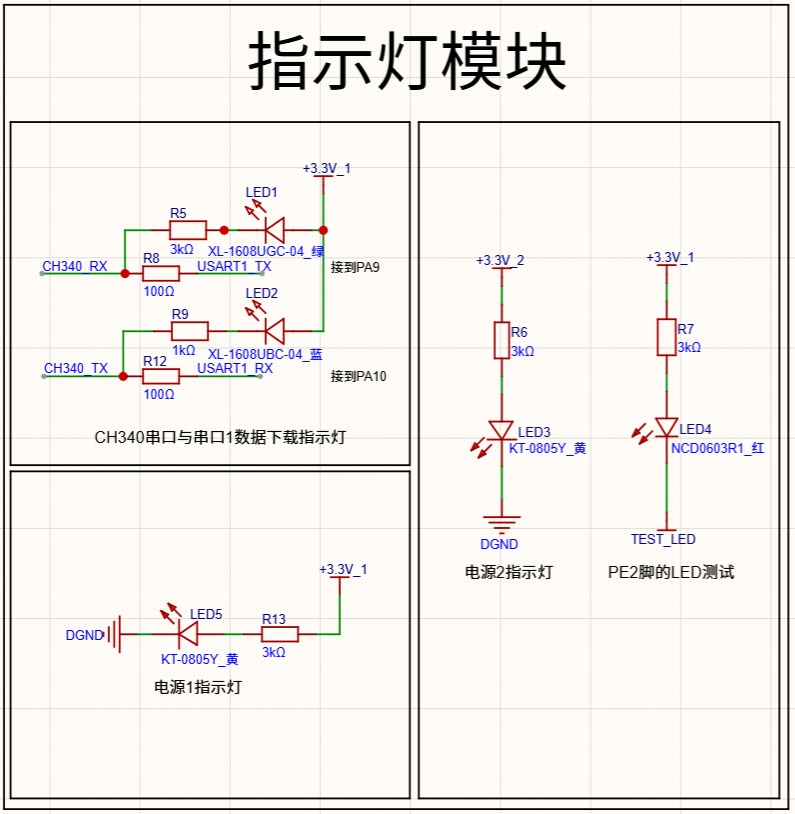 指示灯模块
+3.3V_1
LED1
R5
3kΩ
XL-1608UGC-04_绿
CH340_RX
R8
USART1_TX
接到PA9
100Ω
LED2
R9
1kΩ
XL-1608UBC-04_蓝
CH340_TX
R12
USART1_RX
接到PA10
100Ω
CH340串口与串口1数据下载指示灯
+3.3V_2
R6
3kΩ
LED3
KT-0805Y_黄
DGND
电源2指示灯
+3.3V_1
R7
3kΩ
LED4
NCD0603R1_红
TEST_LED
PE2脚的LED测试
+3.3V_1
LED5
R13
DGND
KT-0805Y_黄
3kΩ
电源1指示灯